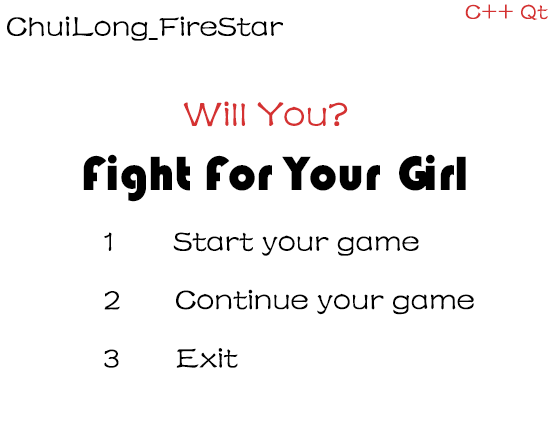 ChuiLong_FireStar
C++ Qt
Will You?
Fight For Your Girl
1 Start your game
2 Continue your game
3 Exit